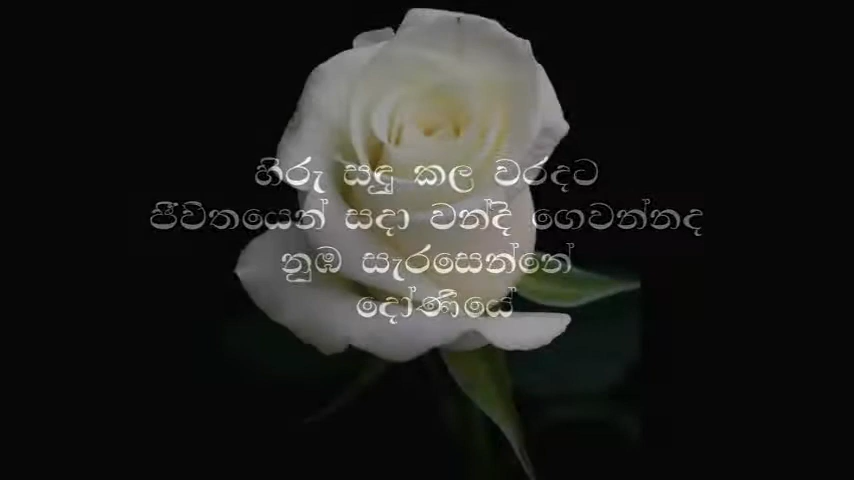 හිරු සඳු කල වරදට
ජීවිතයෙන් සදා වන්දි ගෙවන්නද
නුඹ සැරසෙන්නේ
දෝණියේ